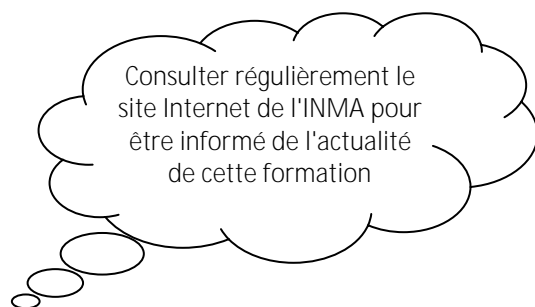 Consulter régulièrement le
site Internet de l'INMA pour
être informé de l'actualité
de cette formation